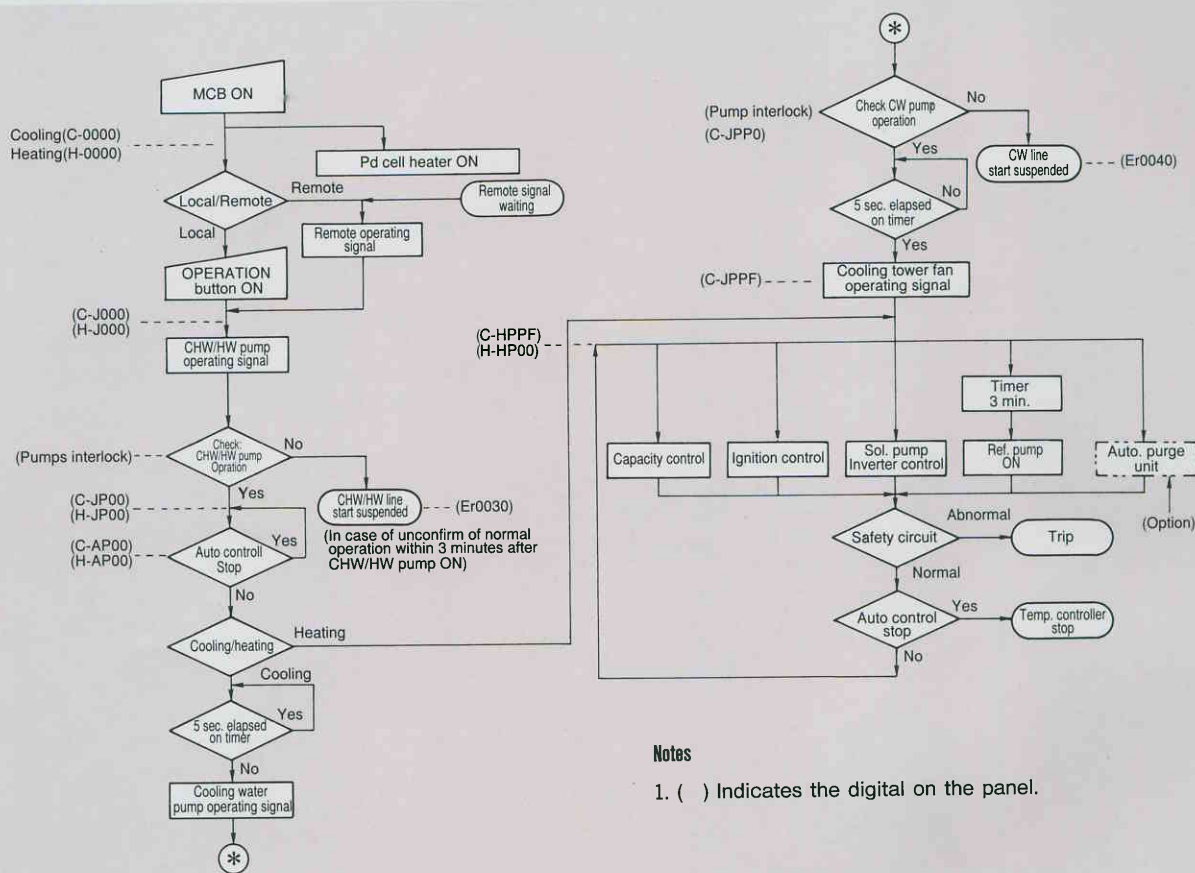 MCB ON
Cooling(C-0000)
Heating(H-0000)
Pd cell heater ON
Local/Remote
Remote
Remote signal
waiting
Local
Remote operating
signal
OPERATION
button ON
(C-J000)
(H-J000)
CHW/HW pump
operating signal
(Pumps interlock)
Check:
CHW/HW pump
Opration
No
Yes
CHW/HW line
start suspended
(Er0030)
(In case of unconfirm of normal
operation within 3 minutes after
CHW/HW pump ON)
(C-JP00)
(H-JP00)
(C-AP00)
(H-AP00)
Auto controll
Stop
Yes
No
Cooling/heating
Heating
Cooling
5 sec. elapsed
on timer
Yes
No
Cooling water
pump operating signal
*
*
(Pump interlock)
(C-JPP0)
Check CW pump
operation
No
Yes
CW line
start suspended
(Er0040)
5 sec. elapsed
on timer
No
Yes
(C-JPPF)
Cooling tower fan
operating signal
(C-HPPF)
(H-HP00)
Timer
3 min.
Capacity control
Ignition control
Sol. pump
Inverter control
Ref. pump
ON
Auto. purge
unit
(Option)
Safety circuit
Abnormal
Trip
Normal
Auto control
stop
Yes
Temp. controller
stop
No
Notes
1. ( ) Indicates the digital on the panel.